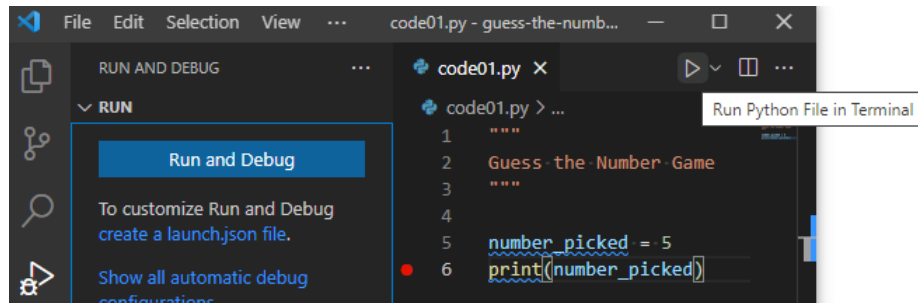 File Edit Selection View ··· code01.py - guess-the-numb...
RUN AND DEBUG ···
RUN
Run and Debug
To customize Run and Debug
create a launch.json file.
Show all automatic debug
configurations
code01.py
Run Python File in Terminal
code01.py > ...
1 """
2 Guess·the·Number·Game
3 """
4
5 number_picked·=·5
6 print(number_picked)